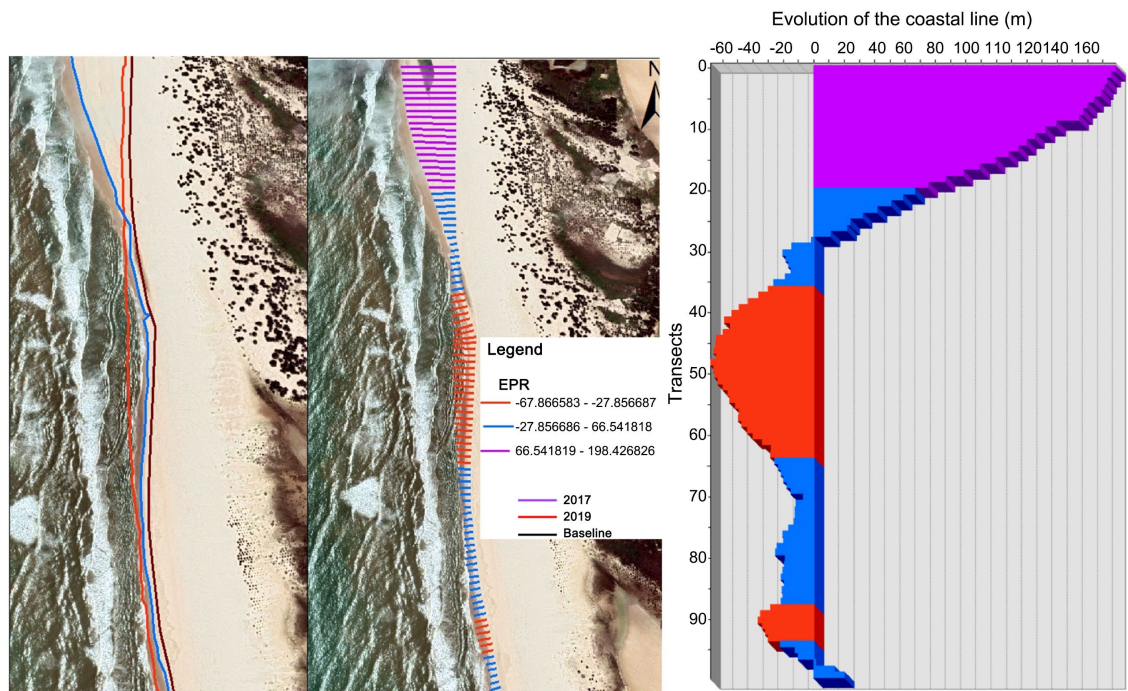 Evolution of the coastal line (m)
-60 -40 -20 0 20 40 60 80 100 110 120140 160
N
0
10
20
30
40
50
60
70
80
90
Transects
Legend
EPR
-67.866583 - -27.856687
-27.856686 - 66.541818
66.541819 - 198.426826
2017
2019
Baseline